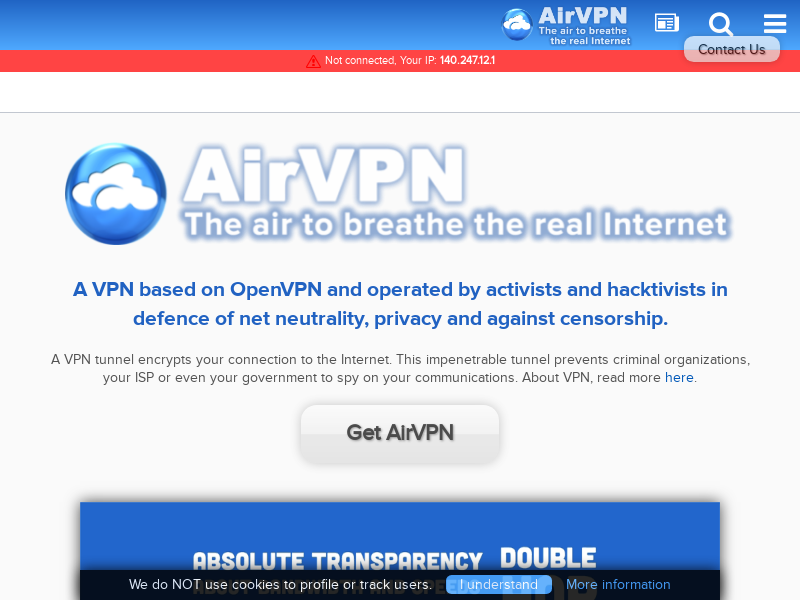 AirVPN
The air to breathe
the real Internet
Contact Us
Not connected, Your IP: 140.247.12.1
AirVPN
The air to breathe the real Internet
A VPN based on OpenVPN and operated by activists and hacktivists in
defence of net neutrality, privacy and against censorship.
A VPN tunnel encrypts your connection to the Internet. This impenetrable tunnel prevents criminal organizations,
your ISP or even your government to spy on your communications. About VPN, read more here.
Get AirVPN
ABSOLUTE TRANSPARENCY DOUBLE
We do NOT use cookies to profile or track users. I understand More information